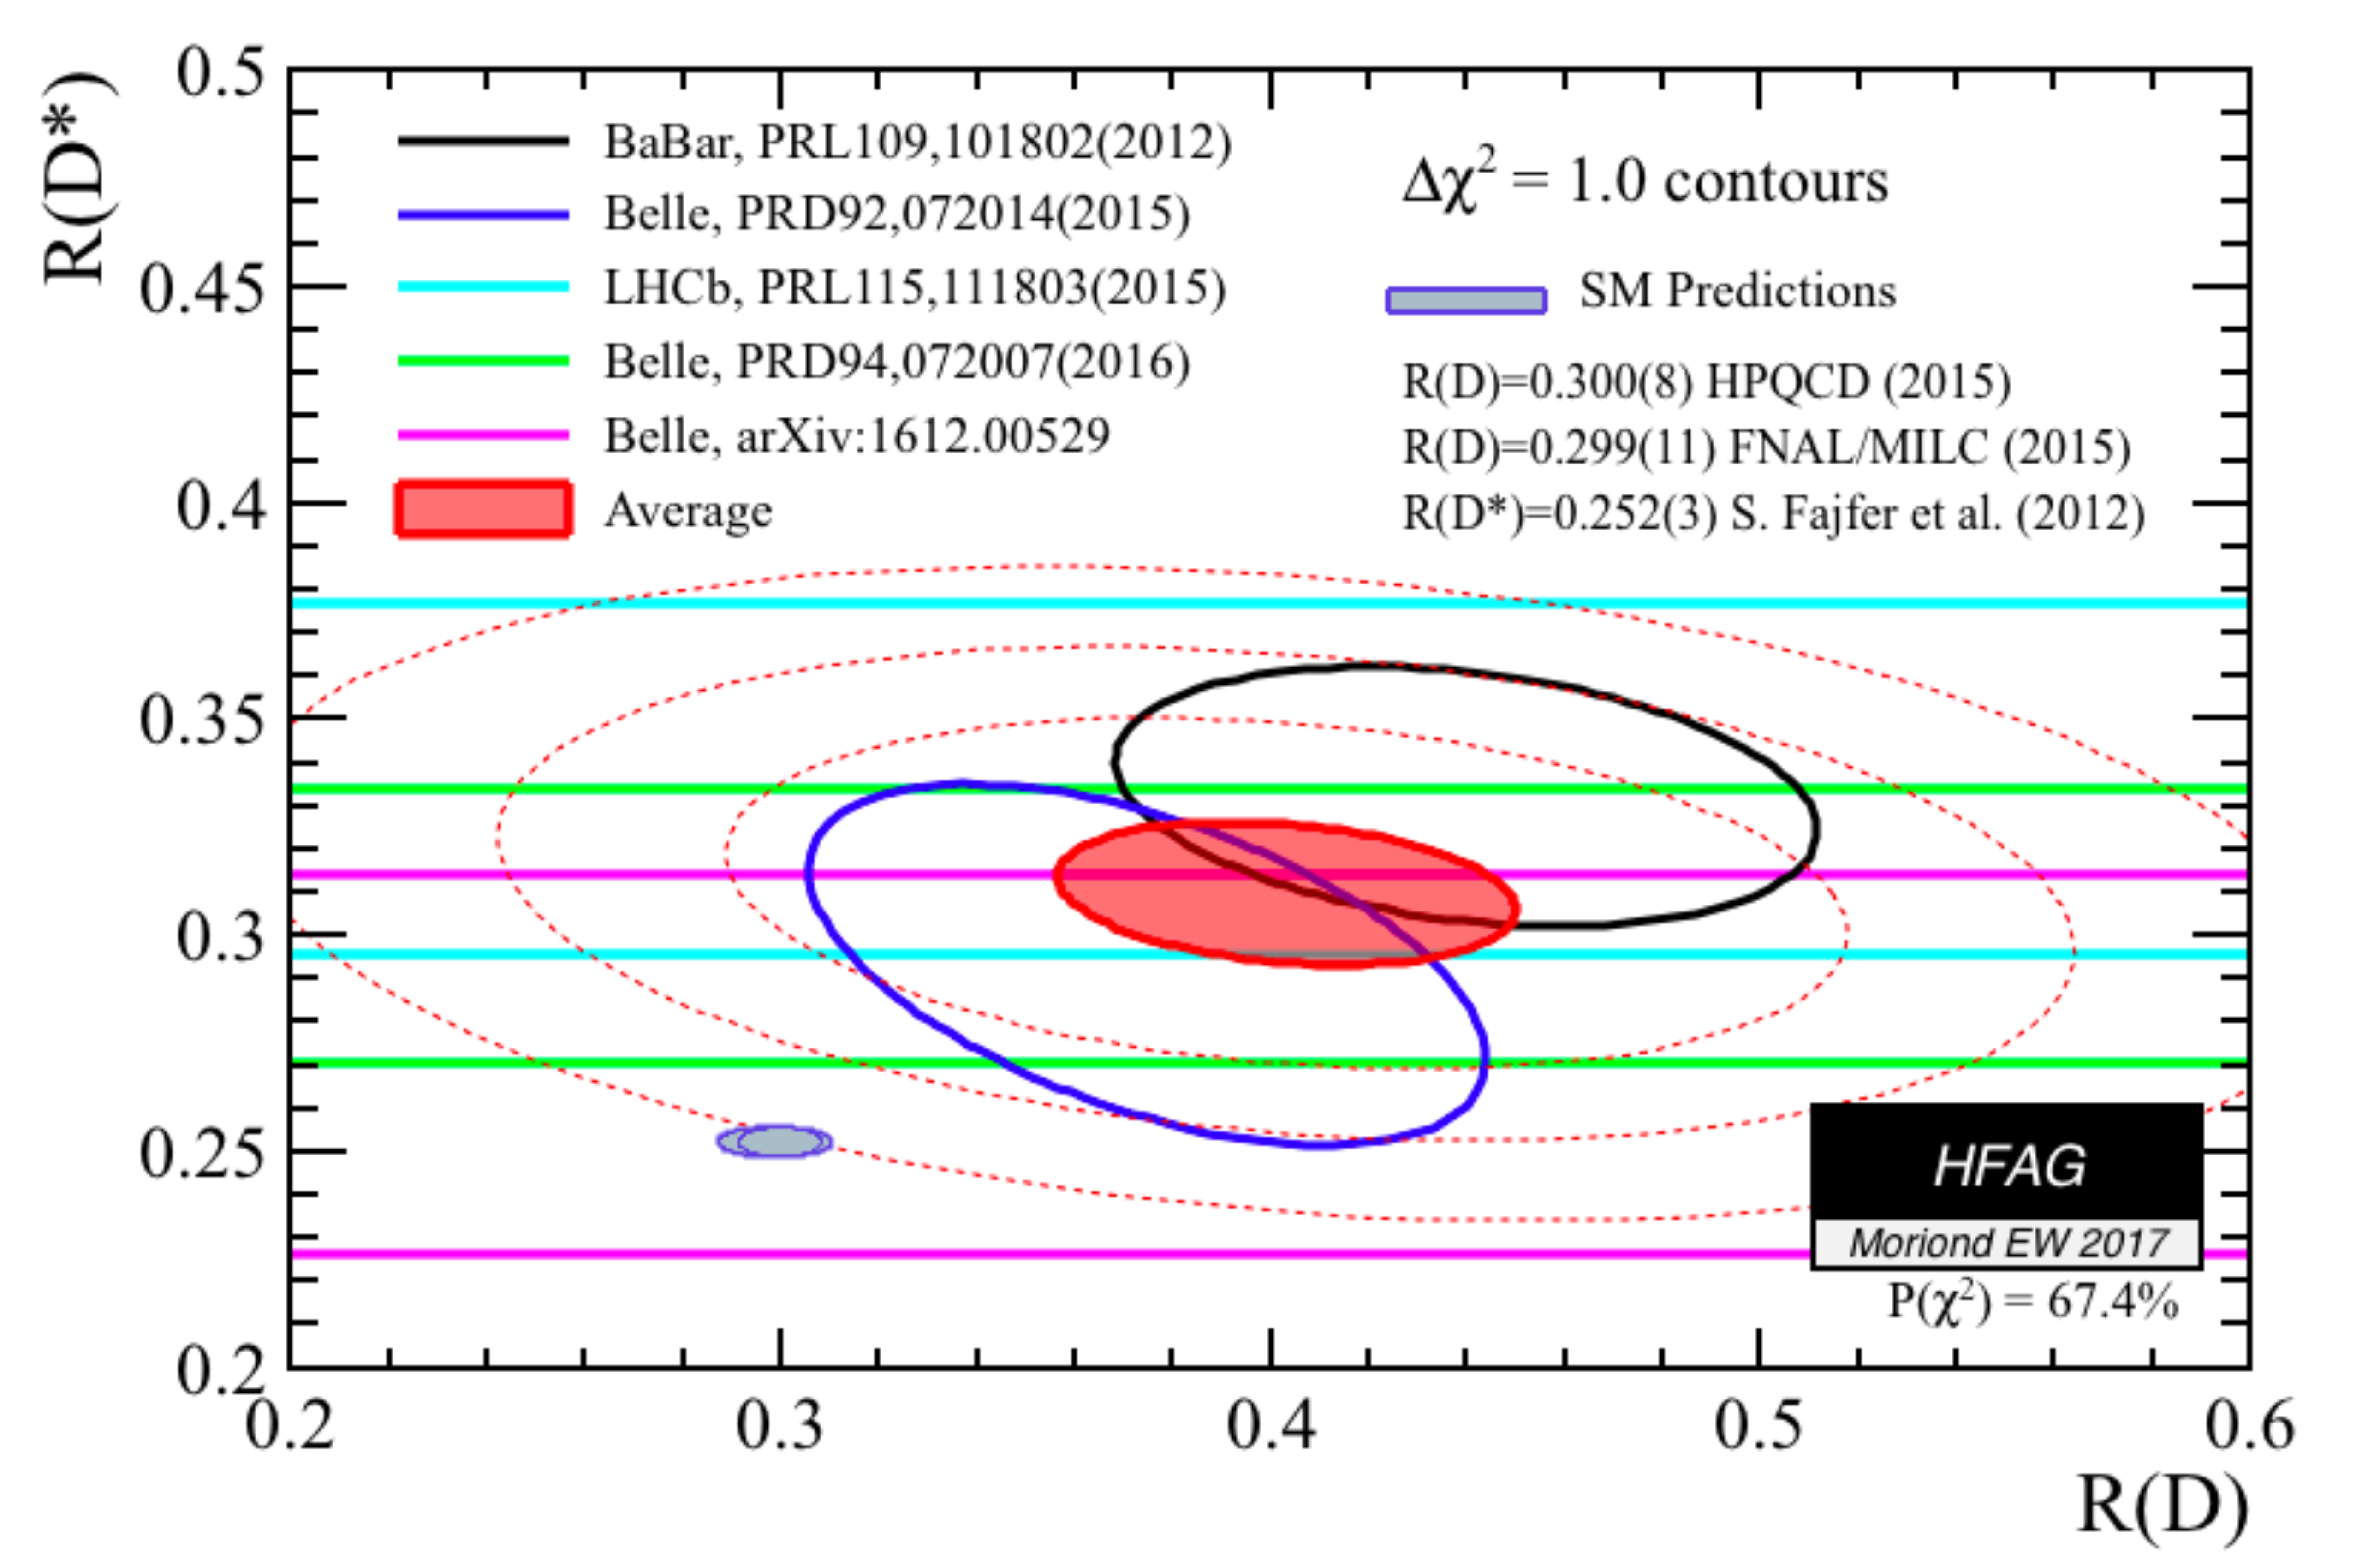 R(D*)
0.5
0.45
0.4
0.35
0.3
0.25
0.2
BaBar, PRL109,101802(2012)
Belle, PRD92,072014(2015)
LHCb, PRL115,111803(2015)
Belle, PRD94,072007(2016)
Belle, arXiv:1612.00529
Average
Δχ² = 1.0 contours
SM Predictions
R(D)=0.300(8) HPQCD (2015)
R(D)=0.299(11) FNAL/MILC (2015)
R(D*)=0.252(3) S. Fajfer et al. (2012)
HFAG
Moriond EW 2017
P(χ²) = 67.4%
0.2 0.3 0.4 0.5 0.6
R(D)